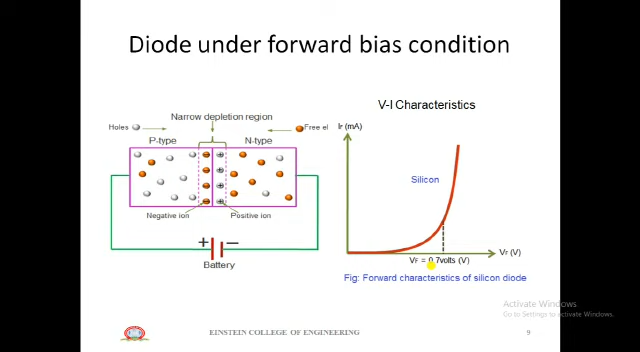 Diode under forward bias condition
V-I Characteristics
Narrow depletion region
Holes
Free el
P-type
N-type
Negative ion
Positive ion
+
−
Battery
IF (mA)
Silicon
VF (V)
VF = 0.7volts (V)
Fig: Forward characteristics of silicon diode
Activate Windows
Go to Settings to activate Windows.
EINSTEIN COLLEGE OF ENGINEERING
9